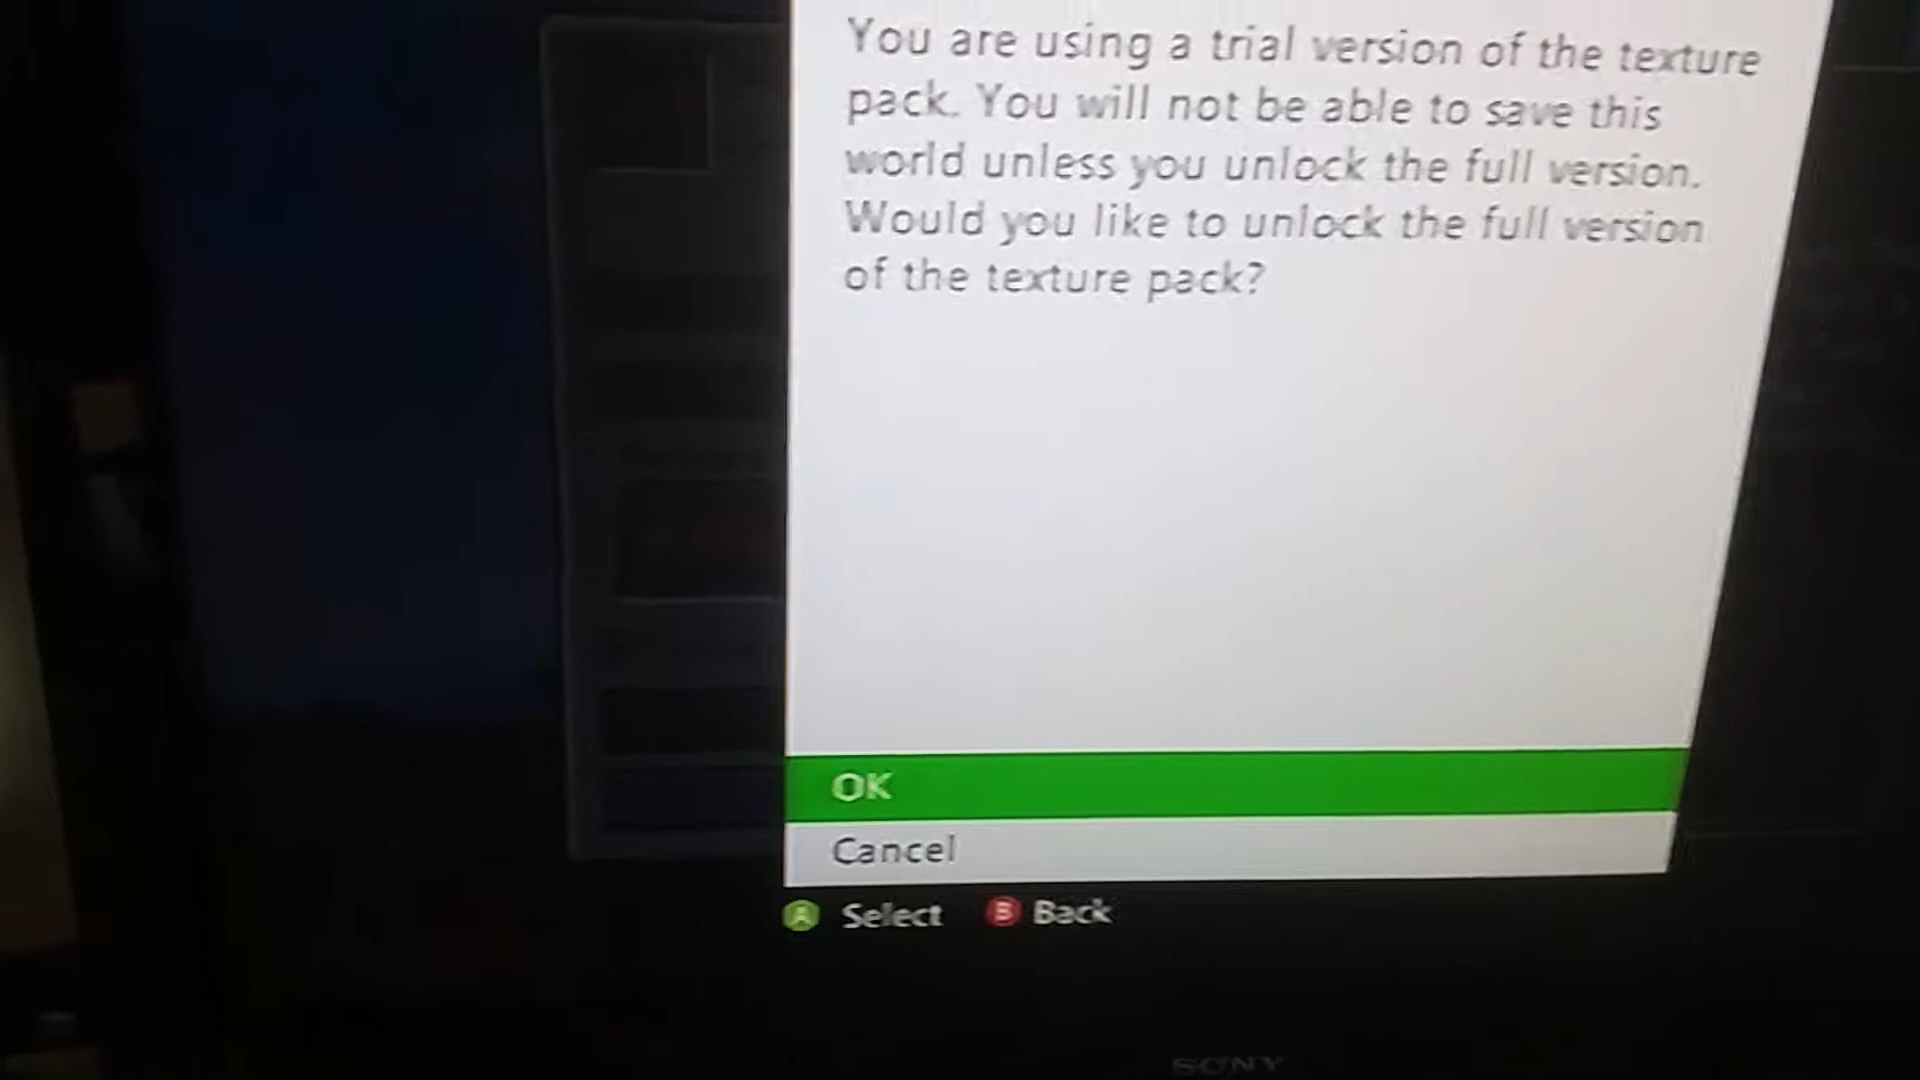 You are using a trial version of the texture
pack. You will not be able to save this
world unless you unlock the full version.
Would you like to unlock the full version
of the texture pack?
OK
Cancel
A Select B Back
SONY